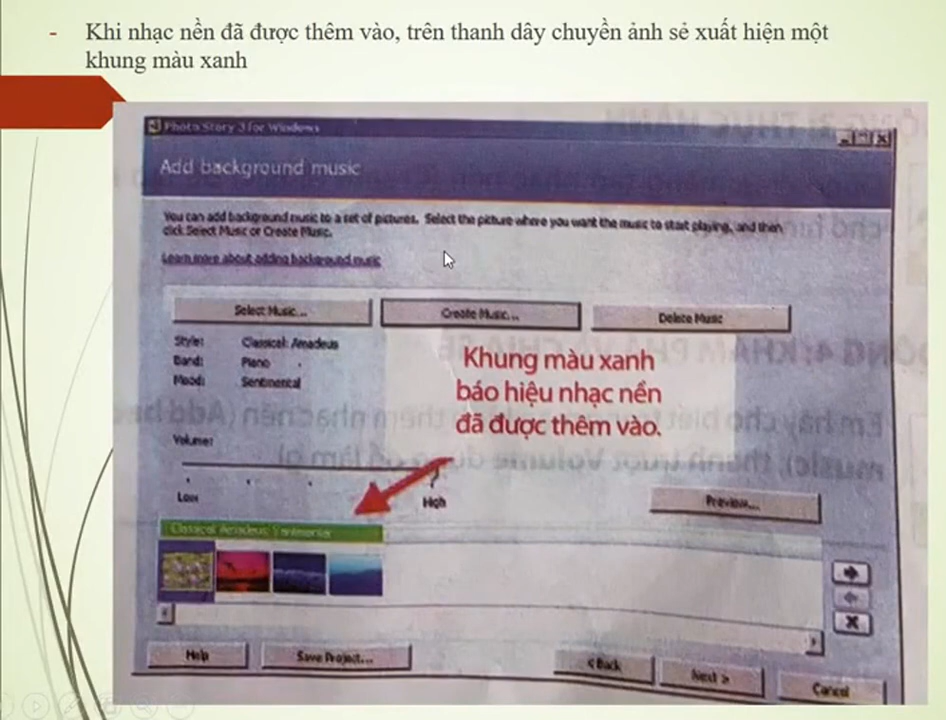 - Khi nhạc nền đã được thêm vào, trên thanh dây chuyền ảnh sẻ xuất hiện một
khung màu xanh
Photo Story 3 for Windows
Add background music
You can add background music to a set of pictures. Select the picture where you want the music to start playing, and then
click Select Music or Create Music.
Learn more about adding background music
Select Music... Create Music... Delete Music
Style: Classical: Amadeus
Band: Piano
Mood: Sentimental
Khung màu xanh
báo hiệu nhạc nền
đã được thêm vào.
Volume:
Low High
Preview...
Classical: Amadeus: Sentimental
Help Save Project... < Back Next > Cancel